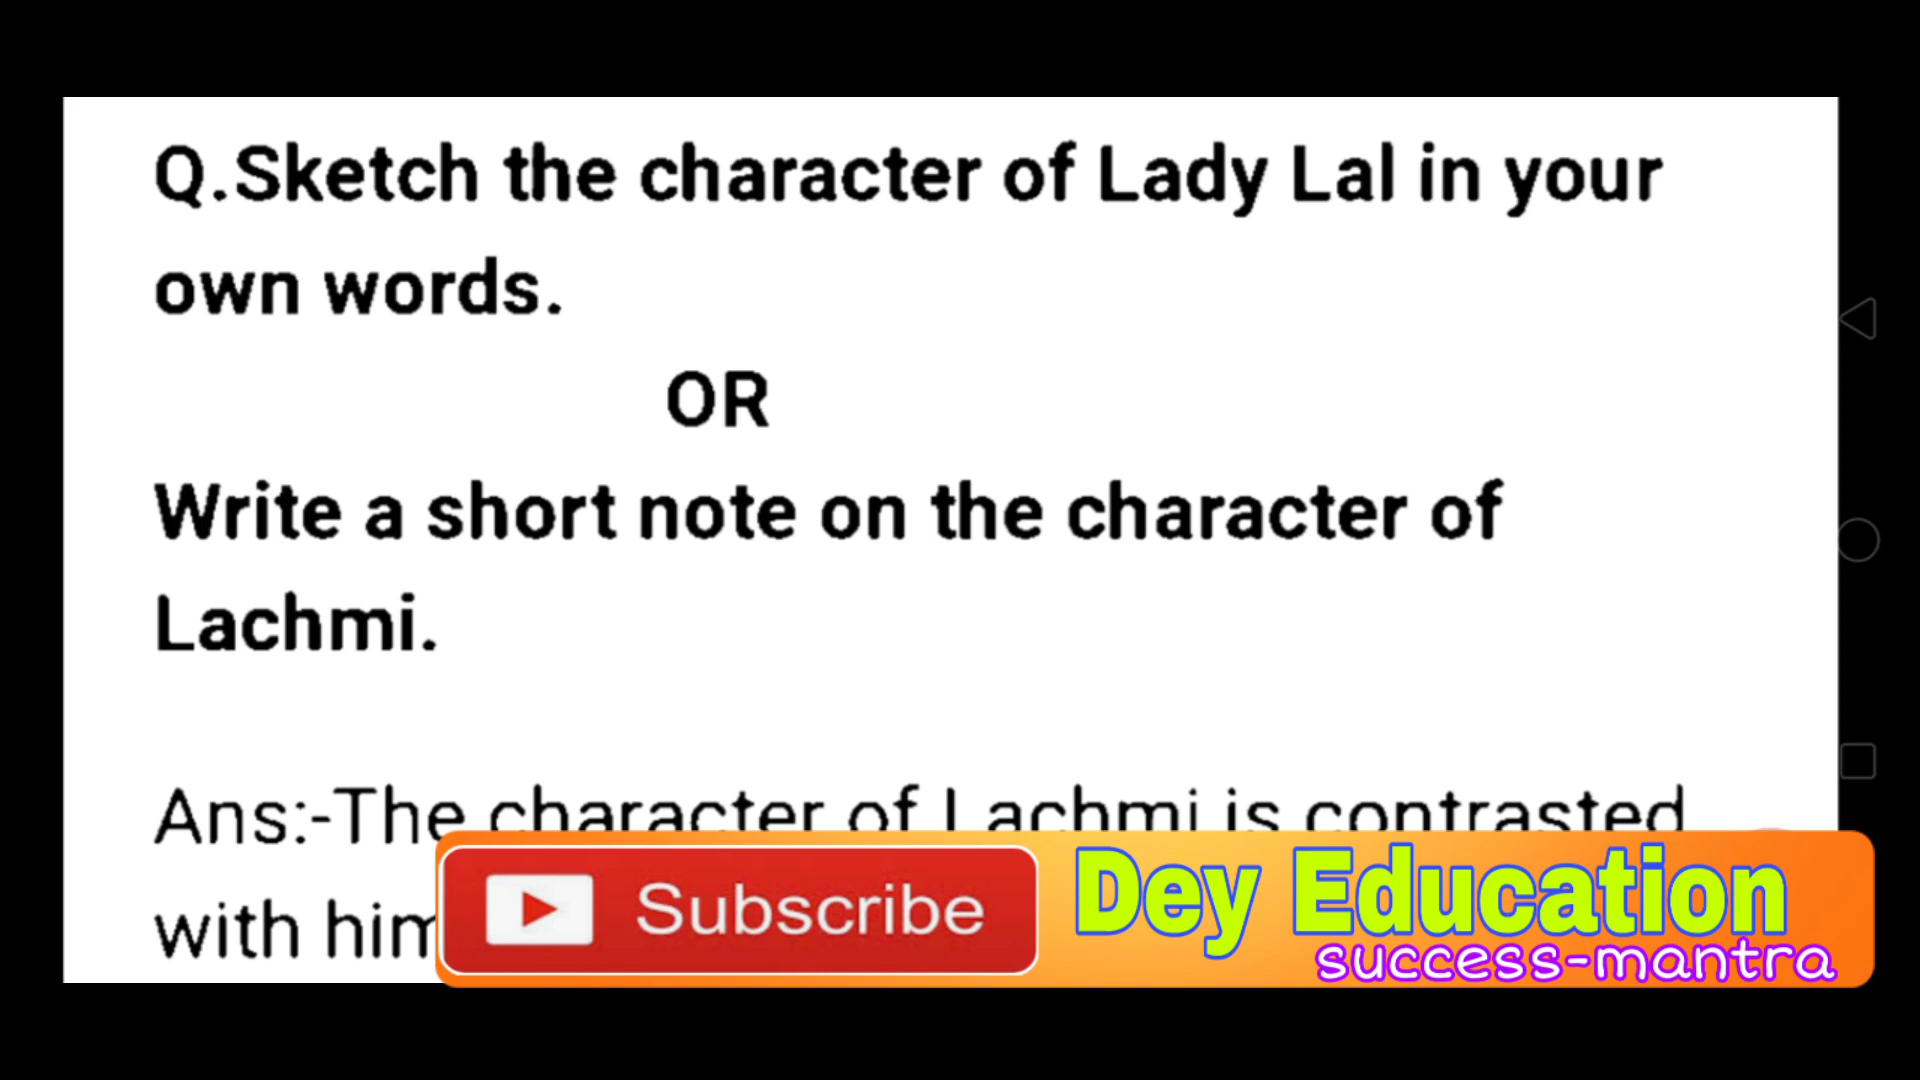 Q.Sketch the character of Lady Lal in your
own words.
OR
Write a short note on the character of
Lachmi.
Ans:-The character of Lachmi is contrasted
with him
Subscribe
Dey Education
success-mantra